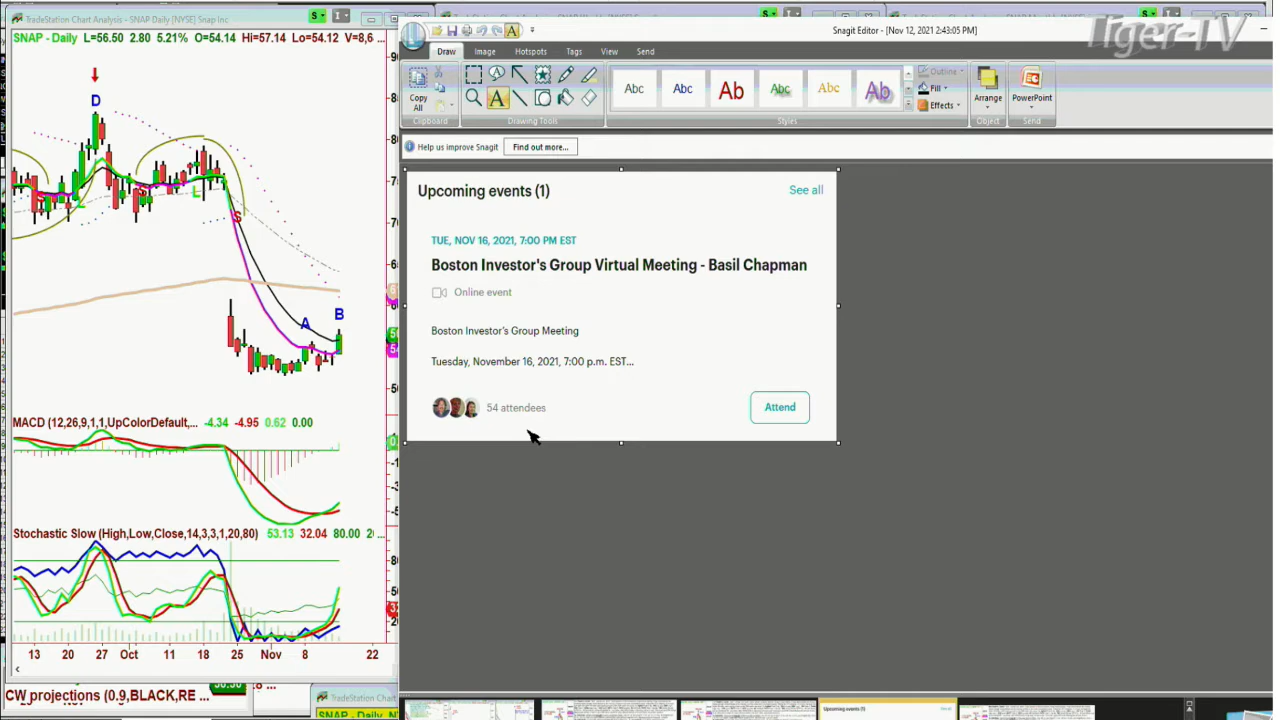 TradeStation Chart Analysis - SNAP Daily [NYSE] Snap Inc
SNAP - Daily L=56.50 2.80 5.21% O=54.14 Hi=57.14 Lo=54.12 V=8,6
D
S
L
S
S
L
A
B
MACD (12,26,9,1,1,UpColorDefault,... -4.34 -4.95 0.62 0.00
Stochastic Slow (High,Low,Close,14,3,3,1,20,80) 53.13 32.04 80.00 2...
13 20 27 Oct 11 18 25 Nov 8 22
CW projections (0.9,BLACK,RE ...
TradeStation Chart
SNAP - Daily
Snagit Editor - [Nov 12, 2021 2:43:05 PM]
Tiger-TV
Draw Image Hotspots Tags View Send
Copy All
Clipboard
Drawing Tools
Abc Abc Ab Abc Abc Ab
Styles
Outline
Fill
Effects
Arrange
Object
PowerPoint
Send
Help us improve Snagit Find out more...
Upcoming events (1) See all
TUE, NOV 16, 2021, 7:00 PM EST
Boston Investor's Group Virtual Meeting - Basil Chapman
Online event
Boston Investor's Group Meeting
Tuesday, November 16, 2021, 7:00 p.m. EST...
54 attendees Attend
Upcoming events (1)